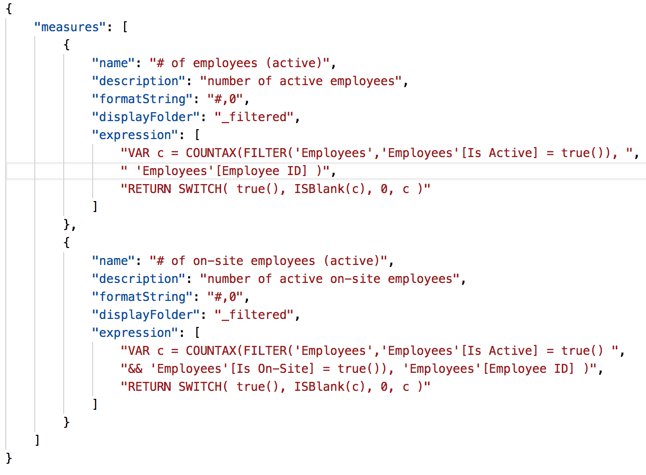 {
"measures": [
{
"name": "# of employees (active)",
"description": "number of active employees",
"formatString": "#,0",
"displayFolder": "_filtered",
"expression": [
"VAR c = COUNTAX(FILTER('Employees','Employees'[Is Active] = true()), ",
" 'Employees'[Employee ID] )",
"RETURN SWITCH( true(), ISBlank(c), 0, c )"
]
},
{
"name": "# of on-site employees (active)",
"description": "number of active on-site employees",
"formatString": "#,0",
"displayFolder": "_filtered",
"expression": [
"VAR c = COUNTAX(FILTER('Employees','Employees'[Is Active] = true() ",
"&& 'Employees'[Is On-Site] = true()), 'Employees'[Employee ID] )",
"RETURN SWITCH( true(), ISBlank(c), 0, c )"
]
}
]
}